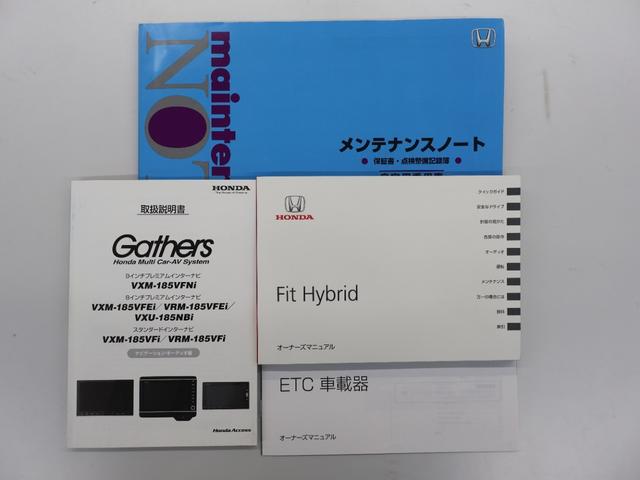 mainten
NOT
メンテナンスノート
保証書・点検整備記録簿
HONDA
The Power of Dreams
取扱説明書
Gathers
Honda Multi Car-AV System
9インチプレミアムインターナビ
VXM-185VFNi
8インチプレミアムインターナビ
VXM-185VFEi／VRM-185VFEi／
VXU-185NBi
スタンダードインターナビ
VXM-185VFi／VRM-185VFi
ナビゲーション・オーディオ編
Honda Access
HONDA
Fit Hybrid
オーナーズマニュアル
クイックガイド
安全なドライブ
計器の見かた
各部の操作
オーディオ
運転
メンテナンス
万一の場合には
資料
索引
ETC 車載器
オーナーズマニュアル